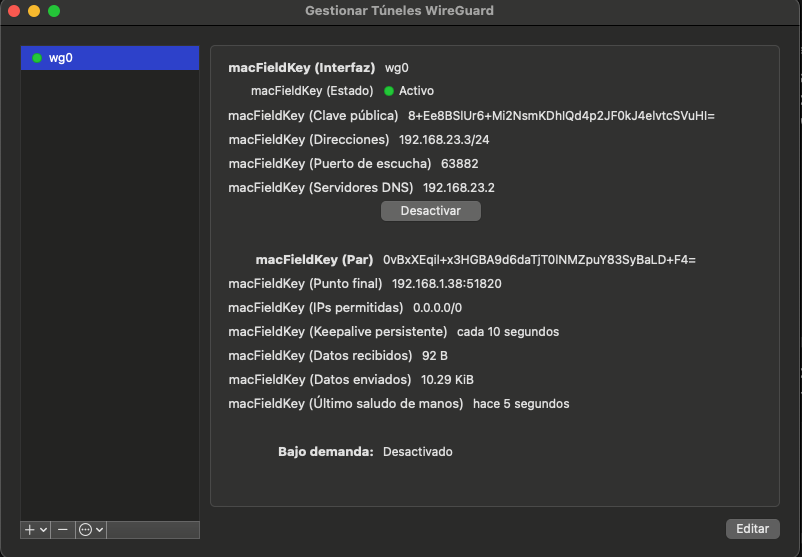 Gestionar Túneles WireGuard
wg0
macFieldKey (Interfaz) wg0
macFieldKey (Estado) Activo
macFieldKey (Clave pública) 8+Ee8BSlUr6+Mi2NsmKDhlQd4p2JF0kJ4elvtcSVuHI=
macFieldKey (Direcciones) 192.168.23.3/24
macFieldKey (Puerto de escucha) 63882
macFieldKey (Servidores DNS) 192.168.23.2
Desactivar
macFieldKey (Par) 0vBxXEqil+x3HGBA9d6daTjT0lNMZpuY83SyBaLD+F4=
macFieldKey (Punto final) 192.168.1.38:51820
macFieldKey (IPs permitidas) 0.0.0.0/0
macFieldKey (Keepalive persistente) cada 10 segundos
macFieldKey (Datos recibidos) 92 B
macFieldKey (Datos enviados) 10.29 KiB
macFieldKey (Último saludo de manos) hace 5 segundos
Bajo demanda: Desactivado
Editar